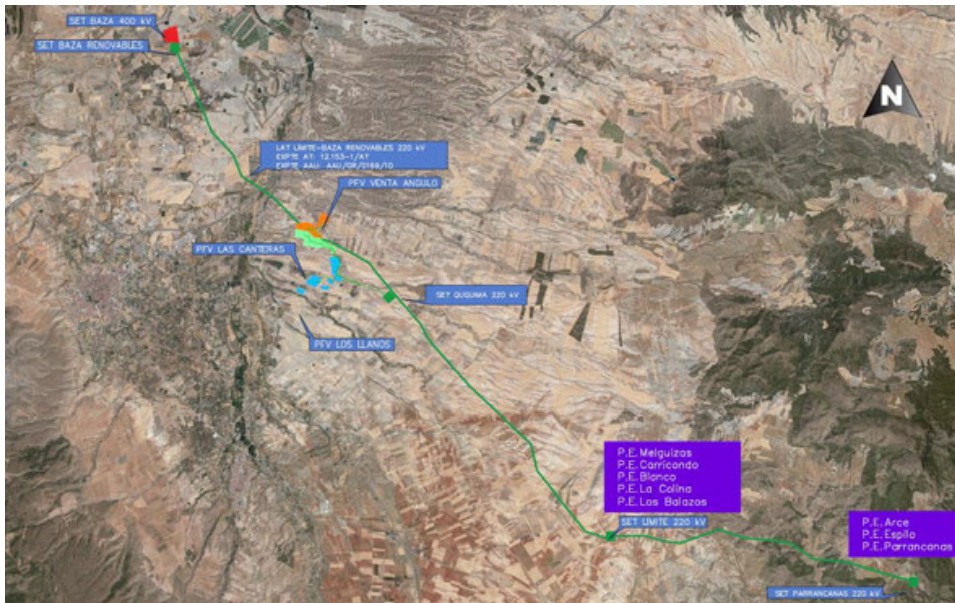 SET BAZA 400 kV
SET BAZA RENOVABLES
N
LAT LÍMITE-BAZA RENOVABLES 220 kV
EXPTE AT: 12.153-1/AT
EXPTE AAU: AAU/GR/0169/10
PFV VENTA ANGULO
PFV LAS CANTERAS
SET QUQUIMA 220 kV
PFV LOS LLANOS
P.E.Melguizas
P.E.Carricondo
P.E.Blanco
P.E.La Colina
P.E.Los Balazos
SET LIMITE 220 kV
P.E.Arce
P.E.Espilo
P.E.Parrancanas
SET PARRANCANAS 220 kV